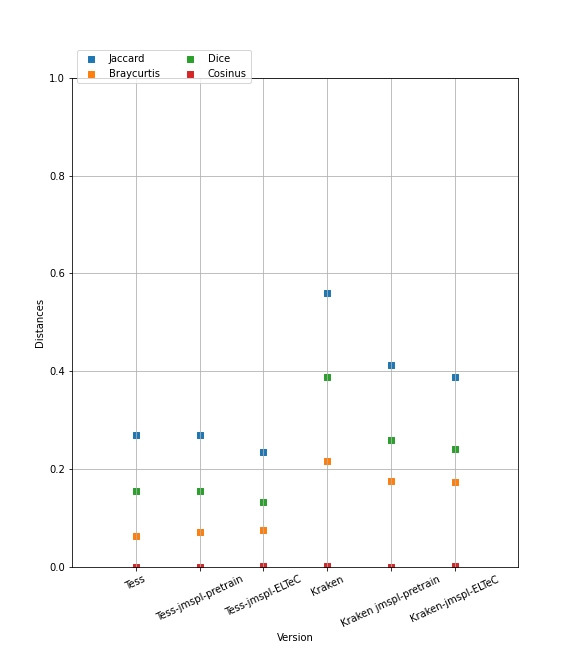 Jaccard Dice
Braycurtis Cosinus
1.0
0.8
0.6
0.4
0.2
0.0
Distances
Tess
Tess-jmspl-pretrain
Tess-jmspl-ELTeC
Kraken
Kraken jmspl-pretrain
Kraken-jmspl-ELTeC
Version